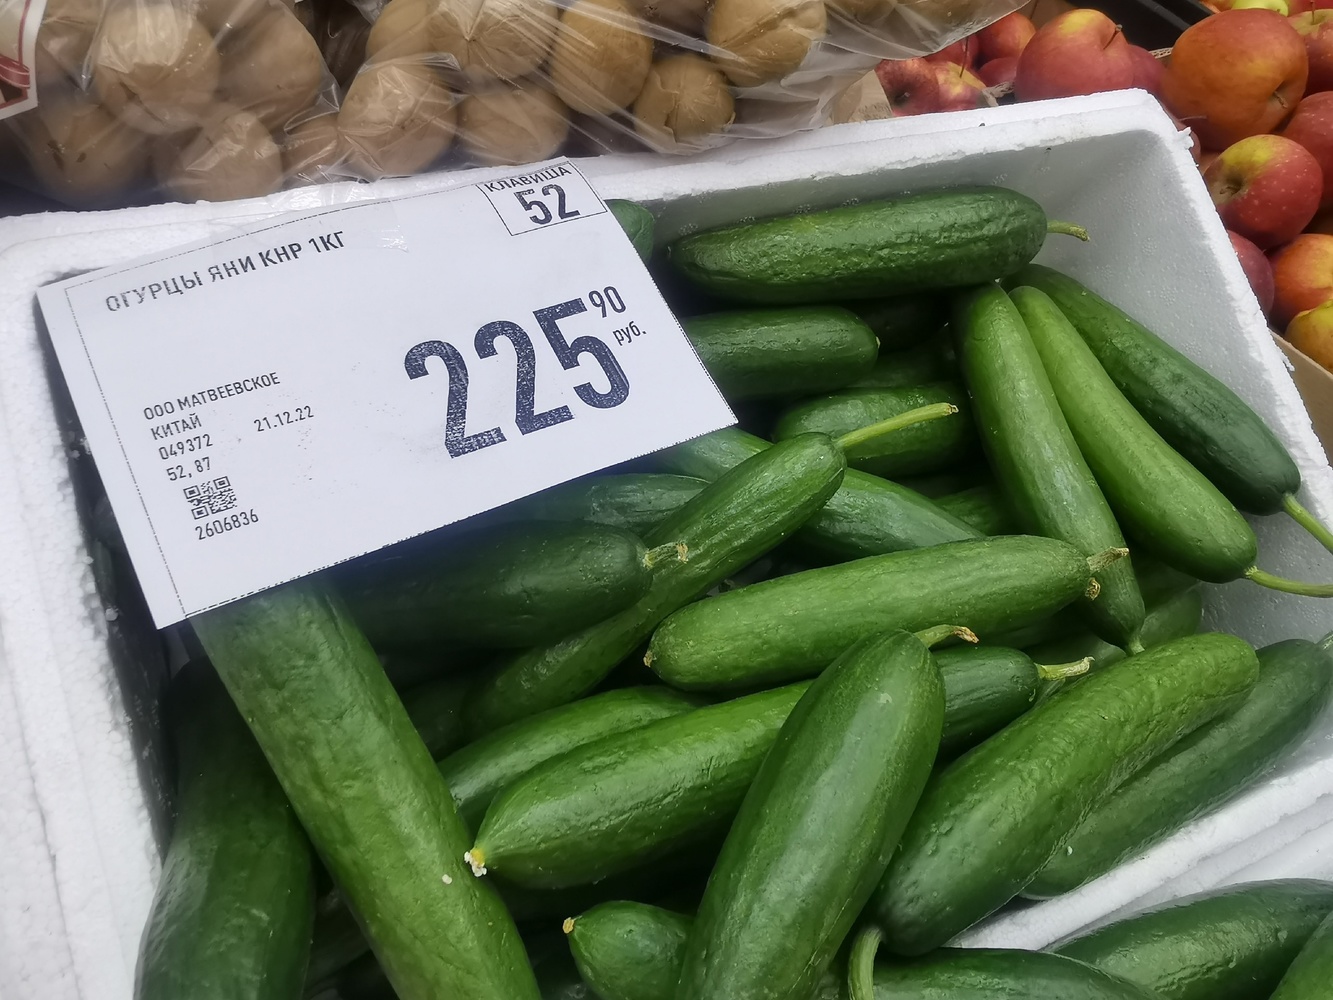 КЛАВИША
52
ОГУРЦЫ ЯНИ КНР 1КГ
225 90
руб.
ООО МАТВЕЕВСКОЕ
КИТАЙ
049372 21.12.22
52, 87
2606836